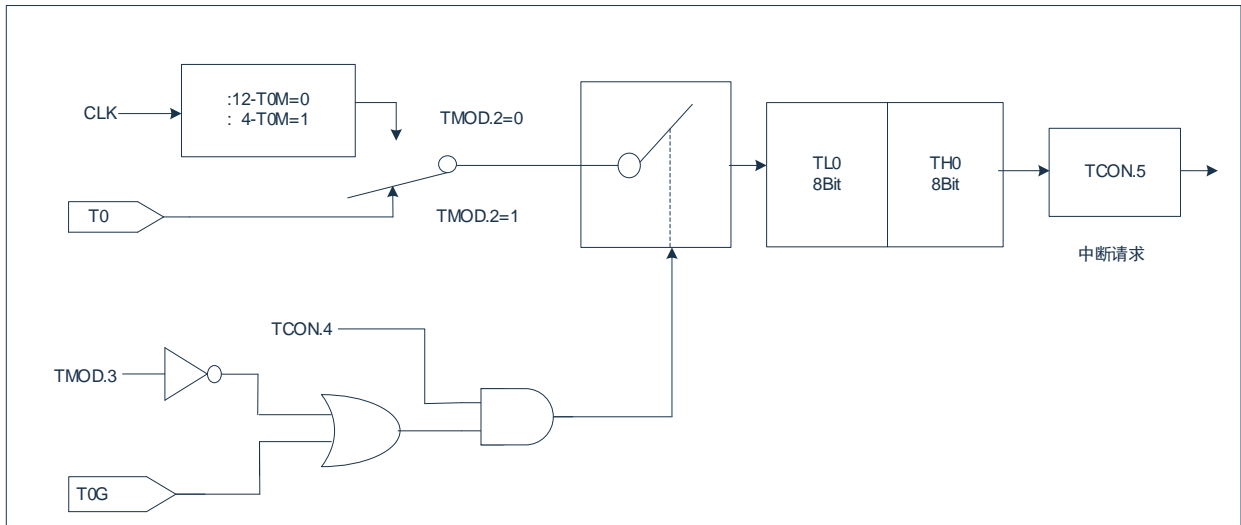 CLK
:12-T0M=0
: 4-T0M=1
TMOD.2=0
T0
TMOD.2=1
TL0
8Bit
TH0
8Bit
TCON.5
中断请求
TCON.4
TMOD.3
T0G